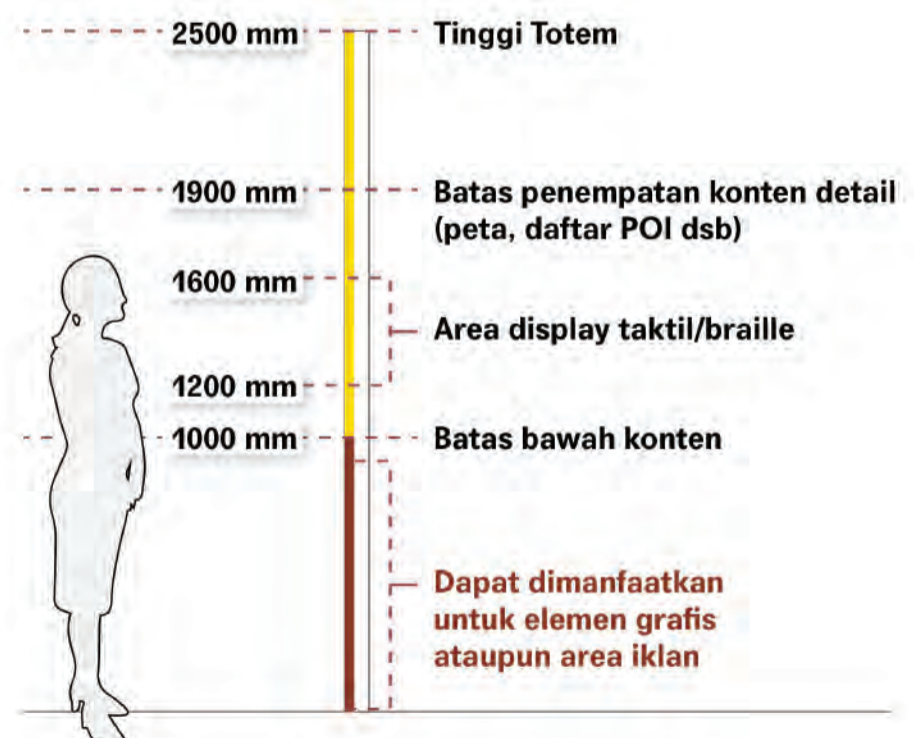 2500 mm Tinggi Totem
1900 mm Batas penempatan konten detail
(peta, daftar POI dsb)
1600 mm
Area display taktil/braille
1200 mm
1000 mm Batas bawah konten
Dapat dimanfaatkan
untuk elemen grafis
ataupun area iklan